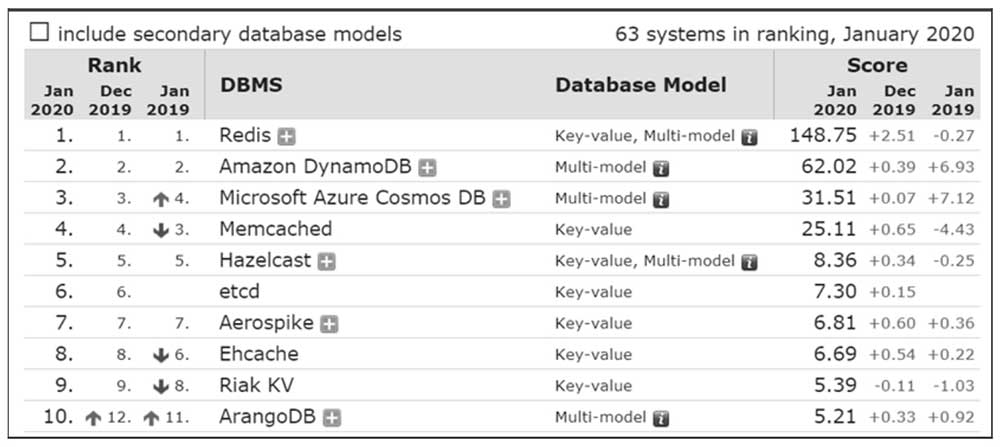 include secondary database models 63 systems in ranking, January 2020
Rank DBMS Database Model Score
Jan 2020 Dec 2019 Jan 2019 Jan 2020 Dec 2019 Jan 2019
1. 1. 1. Redis + Key-value, Multi-model i 148.75 +2.51 -0.27
2. 2. 2. Amazon DynamoDB + Multi-model i 62.02 +0.39 +6.93
3. 3. 4. Microsoft Azure Cosmos DB + Multi-model i 31.51 +0.07 +7.12
4. 4. 3. Memcached Key-value 25.11 +0.65 -4.43
5. 5. 5. Hazelcast + Key-value, Multi-model i 8.36 +0.34 -0.25
6. 6. etcd Key-value 7.30 +0.15
7. 7. 7. Aerospike + Key-value 6.81 +0.60 +0.36
8. 8. 6. Ehcache Key-value 6.69 +0.54 +0.22
9. 9. 8. Riak KV Key-value 5.39 -0.11 -1.03
10. 12. 11. ArangoDB + Multi-model i 5.21 +0.33 +0.92